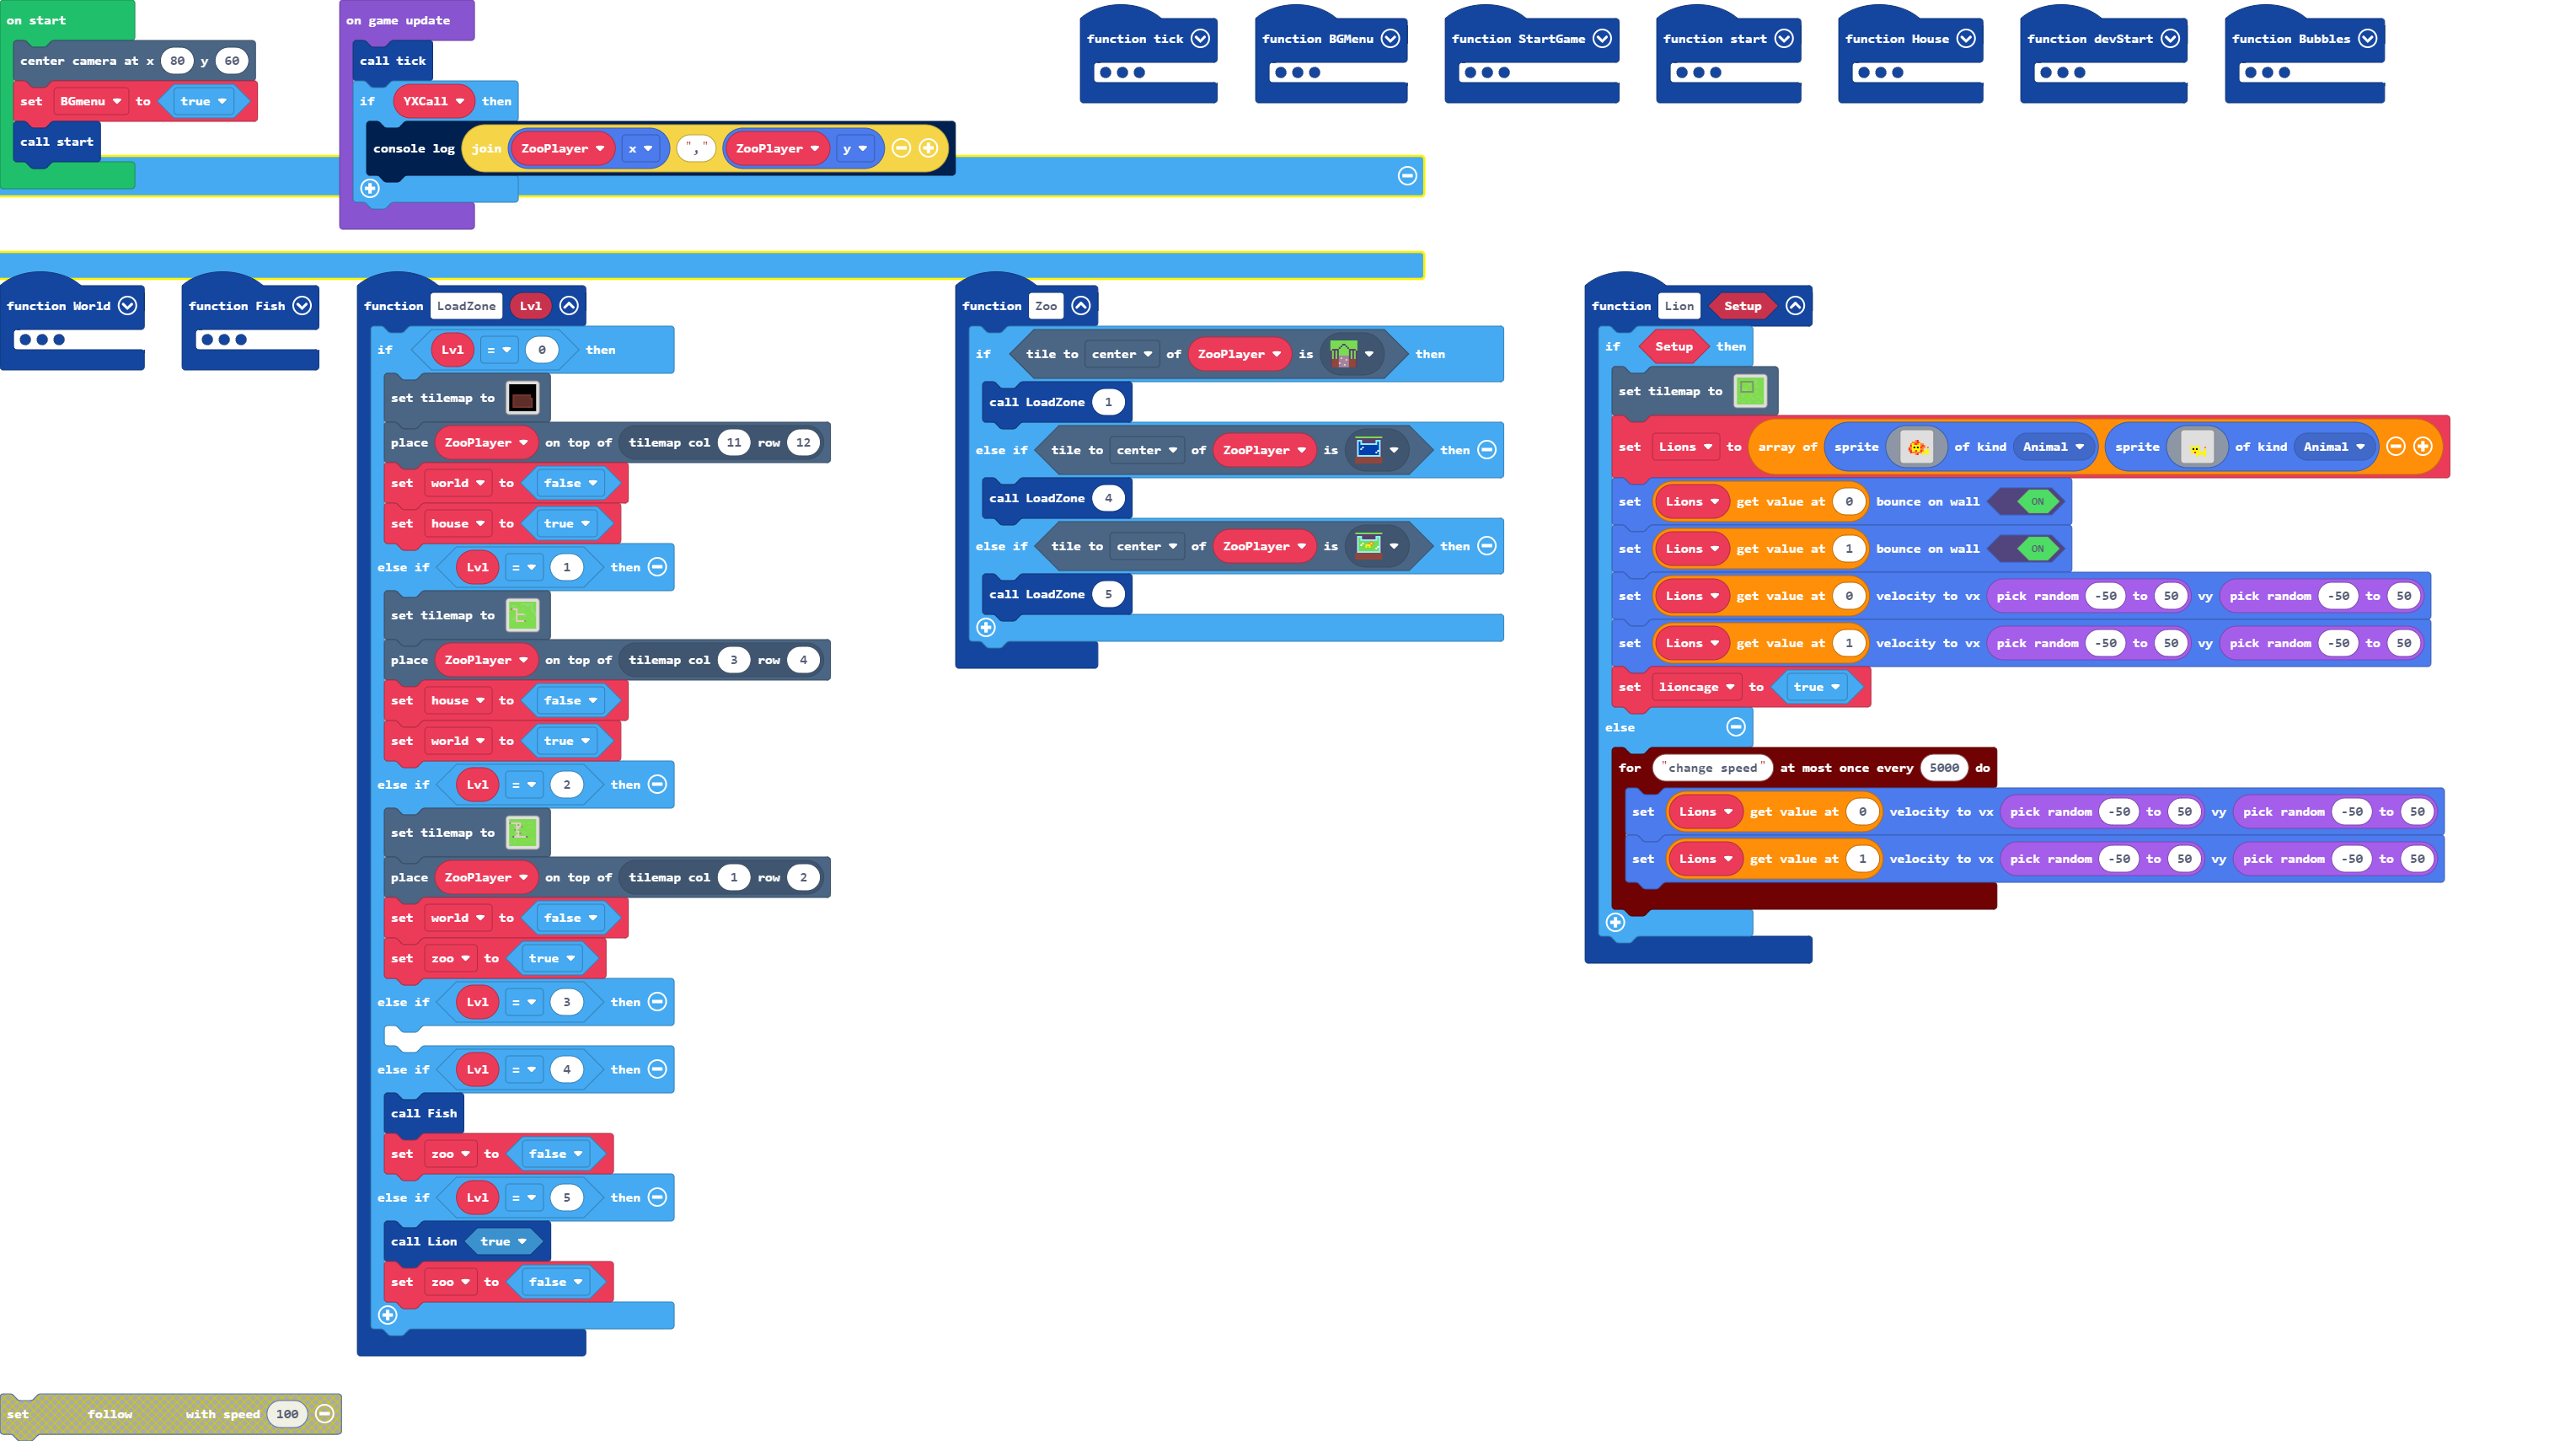 on start
center camera at x 80 y 60
set BGmenu to true
call start
on game update
call tick
if YXCall then
console log join ZooPlayer x "," ZooPlayer y
function tick
function BGMenu
function StartGame
function start
function House
function devStart
function Bubbles
function World
function Fish
function LoadZone Lvl
if Lvl = 0 then
set tilemap to
place ZooPlayer on top of tilemap col 11 row 12
set world to false
set house to true
else if Lvl = 1 then
set tilemap to
place ZooPlayer on top of tilemap col 3 row 4
set house to false
set world to true
else if Lvl = 2 then
set tilemap to
place ZooPlayer on top of tilemap col 1 row 2
set world to false
set zoo to true
else if Lvl = 3 then
else if Lvl = 4 then
call Fish
set zoo to false
else if Lvl = 5 then
call Lion true
set zoo to false
function Zoo
if tile to center of ZooPlayer is then
call LoadZone 1
else if tile to center of ZooPlayer is then
call LoadZone 4
else if tile to center of ZooPlayer is then
call LoadZone 5
function Lion Setup
if Setup then
set tilemap to
set Lions to array of sprite of kind Animal sprite of kind Animal
set Lions get value at 0 bounce on wall ON
set Lions get value at 1 bounce on wall ON
set Lions get value at 0 velocity to vx pick random -50 to 50 vy pick random -50 to 50
set Lions get value at 1 velocity to vx pick random -50 to 50 vy pick random -50 to 50
set lioncage to true
else
for "change speed" at most once every 5000 do
set Lions get value at 0 velocity to vx pick random -50 to 50 vy pick random -50 to 50
set Lions get value at 1 velocity to vx pick random -50 to 50 vy pick random -50 to 50
set follow with speed 100